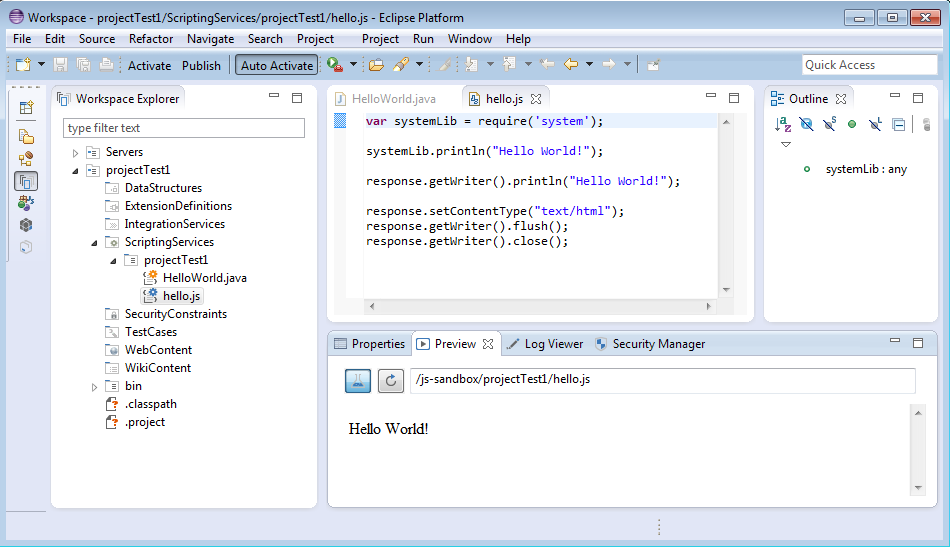 Workspace - projectTest1/ScriptingServices/projectTest1/hello.js - Eclipse Platform
File Edit Source Refactor Navigate Search Project Project Run Window Help
Activate Publish Auto Activate Quick Access
Workspace Explorer
type filter text
Servers
projectTest1
DataStructures
ExtensionDefinitions
IntegrationServices
ScriptingServices
projectTest1
HelloWorld.java
hello.js
SecurityConstraints
TestCases
WebContent
WikiContent
bin
.classpath
.project
HelloWorld.java hello.js
var systemLib = require('system');
systemLib.println("Hello World!");
response.getWriter().println("Hello World!");
response.setContentType("text/html");
response.getWriter().flush();
response.getWriter().close();
Outline
systemLib : any
Properties Preview Log Viewer Security Manager
/js-sandbox/projectTest1/hello.js
Hello World!